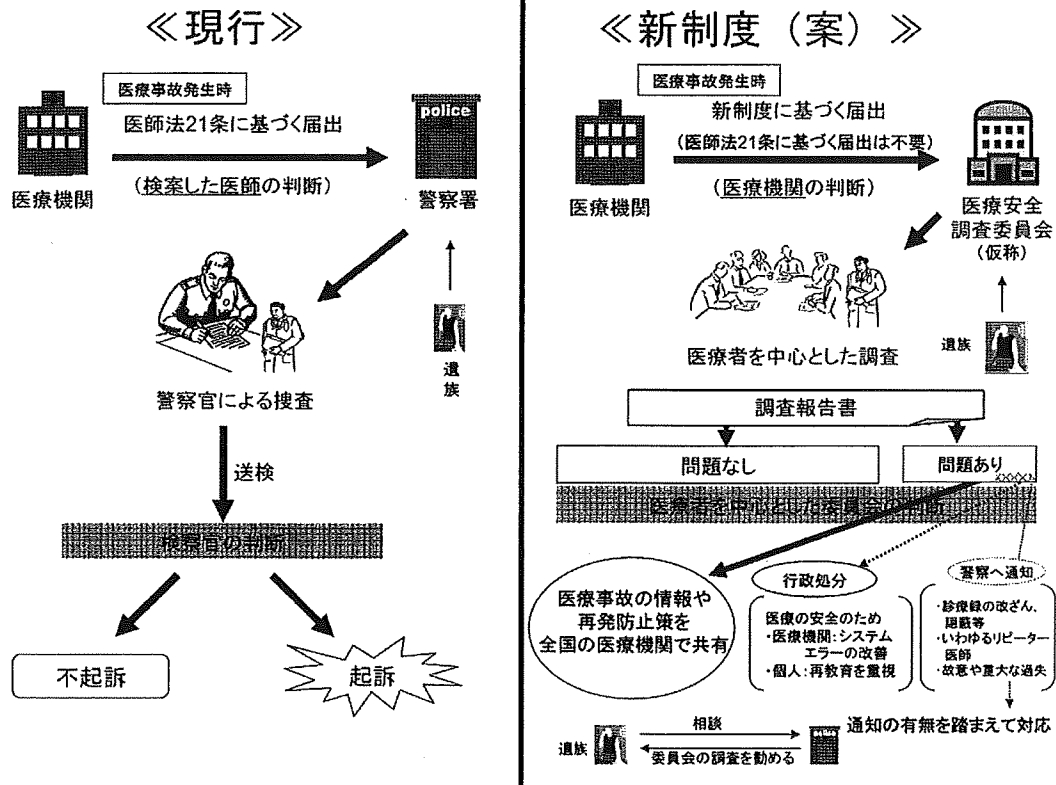 ≪現行≫
医療事故発生時
医師法21条に基づく届出
(検案した医師の判断)
医療機関
police
警察署
遺族
警察官による捜査
送検
検察官の判断
不起訴
起訴
≪新制度（案）≫
医療事故発生時
新制度に基づく届出
(医師法21条に基づく届出は不要)
(医療機関の判断)
医療機関
医療安全
調査委員会
(仮称)
遺族
医療者を中心とした調査
調査報告書
問題なし
問題あり
医療者を中心とした委員会の判断
医療事故の情報や
再発防止策を
全国の医療機関で共有
行政処分
医療の安全のため
・医療機関：システム
エラーの改善
・個人：再教育を重視
警察へ通知
・診療録の改ざん、
隠蔽等
・いわゆるリピーター
医師
・故意や重大な過失
通知の有無を踏まえて対応
遺族
相談
委員会の調査を勧める